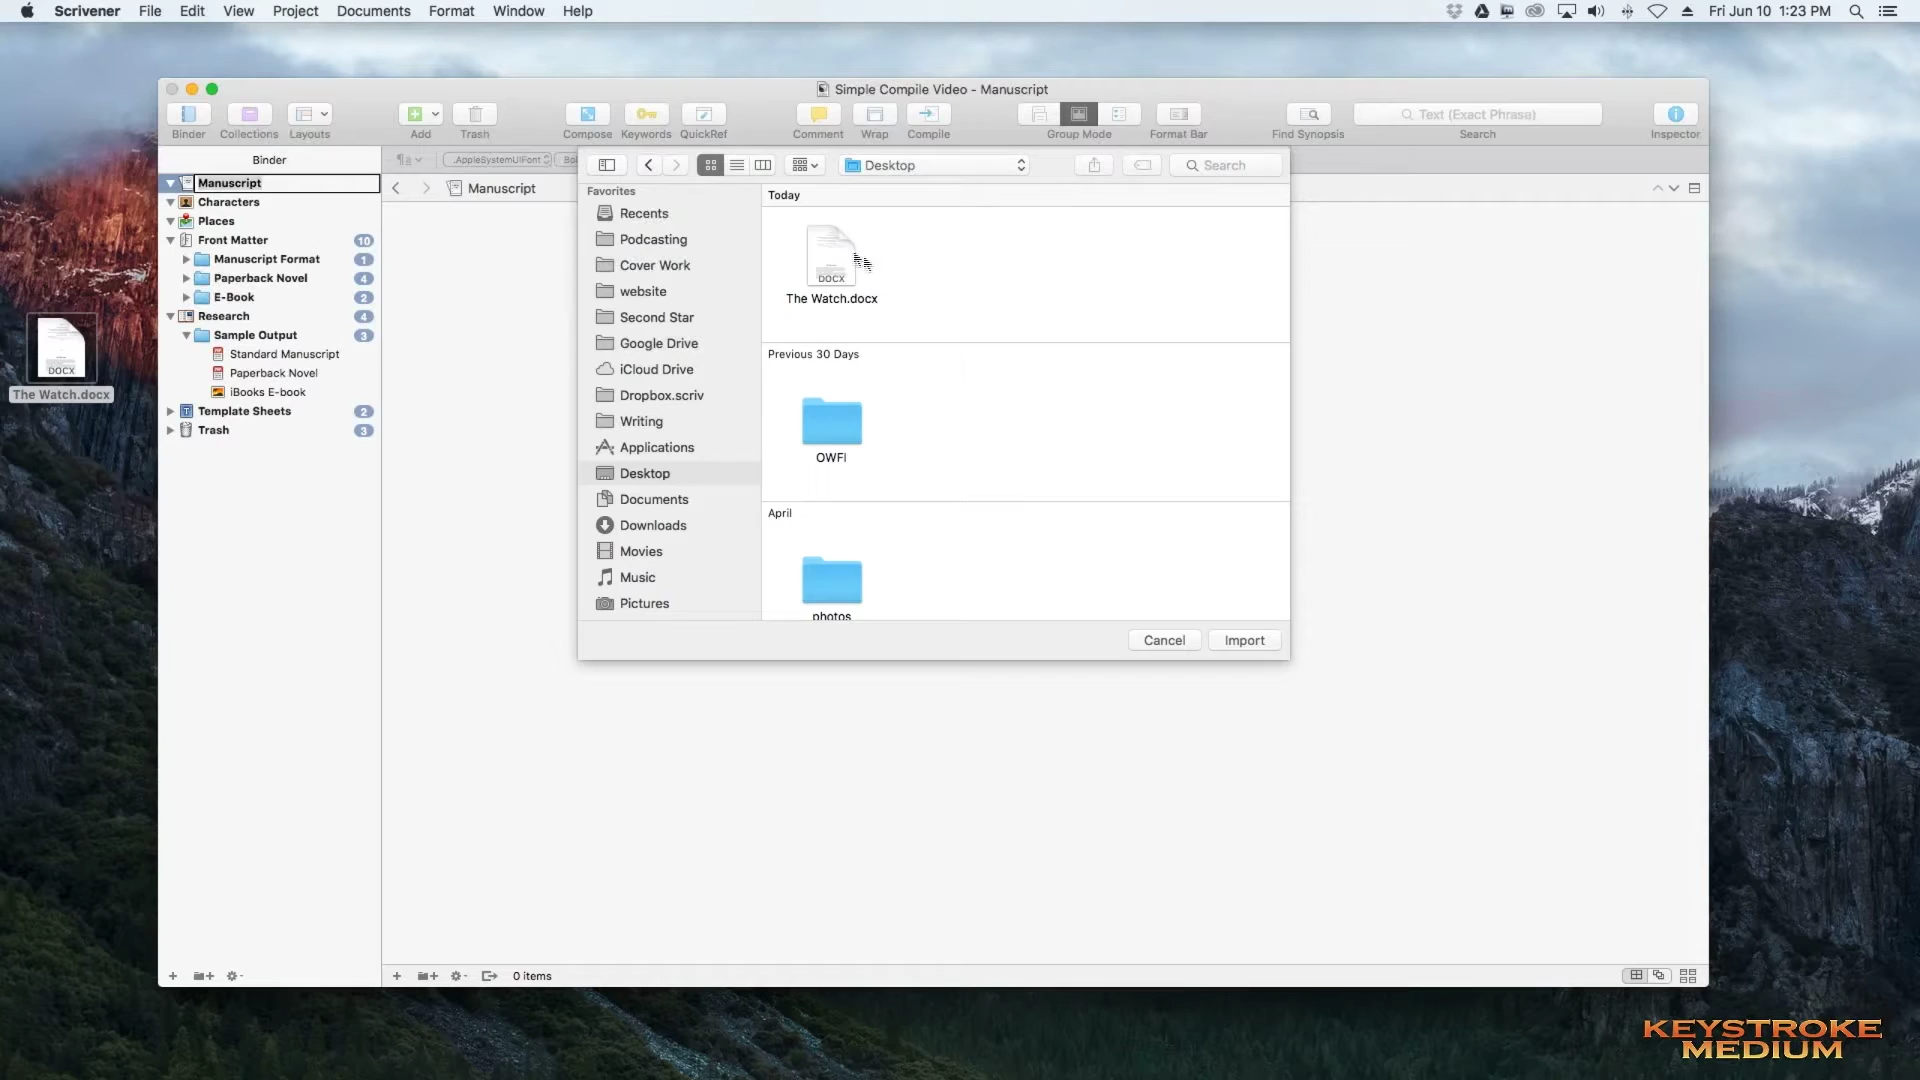 Scrivener File Edit View Project Documents Format Window Help Fri Jun 10 1:23 PM
Simple Compile Video - Manuscript
Binder Collections Layouts Add Trash Compose Keywords QuickRef Comment Wrap Compile Group Mode Format Bar Find Synopsis Text (Exact Phrase) Search Inspector
Binder
.AppleSystemUIFont
Manuscript
Characters
Places
Front Matter 10
Manuscript Format 1
Paperback Novel 4
E-Book 2
Research 4
Sample Output 3
Standard Manuscript
Paperback Novel
iBooks E-book
Template Sheets 2
Trash 3
Manuscript
Desktop Search
Favorites
Recents
Podcasting
Cover Work
website
Second Star
Google Drive
iCloud Drive
Dropbox.scriv
Writing
Applications
Desktop
Documents
Downloads
Movies
Music
Pictures
Today
DOCX
The Watch.docx
Previous 30 Days
OWFI
April
photos
Cancel Import
DOCX
The Watch.docx
0 items
KEYSTROKE
MEDIUM